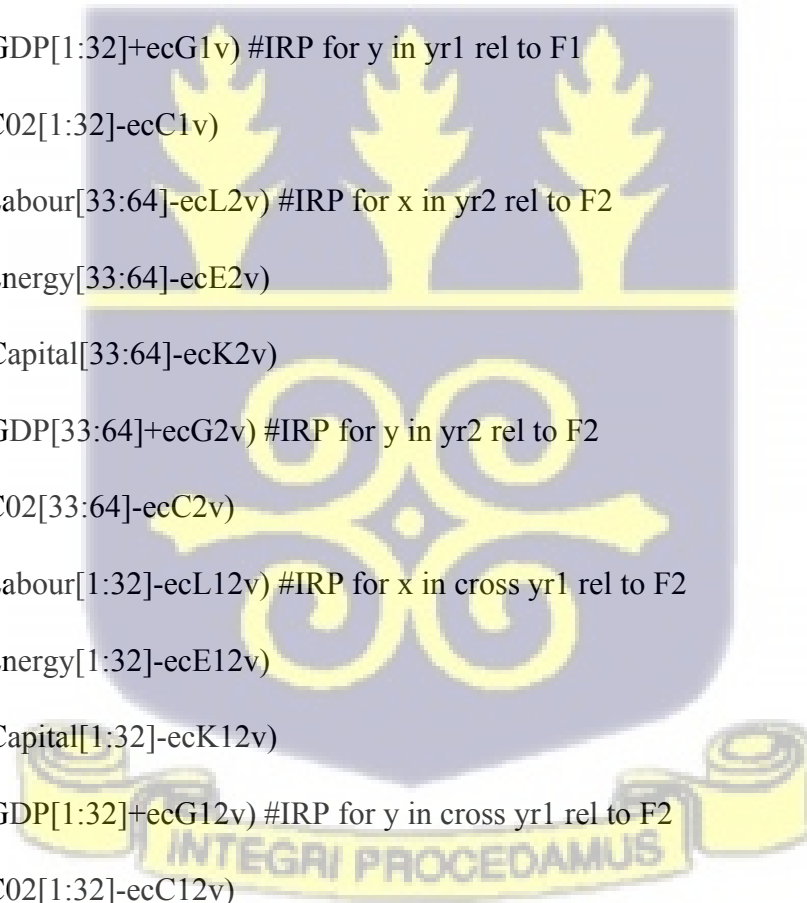 GDP[1:32]+ecG1v) #IRP for y in yr1 rel to F1
C02[1:32]-ecC1v)
abour[33:64]-ecL2v) #IRP for x in yr2 rel to F2
nergy[33:64]-ecE2v)
Capital[33:64]-ecK2v)
GDP[33:64]+ecG2v) #IRP for y in yr2 rel to F2
C02[33:64]-ecC2v)
abour[1:32]-ecL12v) #IRP for x in cross yr1 rel to F2
nergy[1:32]-ecE12v)
Capital[1:32]-ecK12v)
GDP[1:32]+ecG12v) #IRP for y in cross yr1 rel to F2
INTEGRI PROCEDAMUS
C02[1:32]-ecC12v)